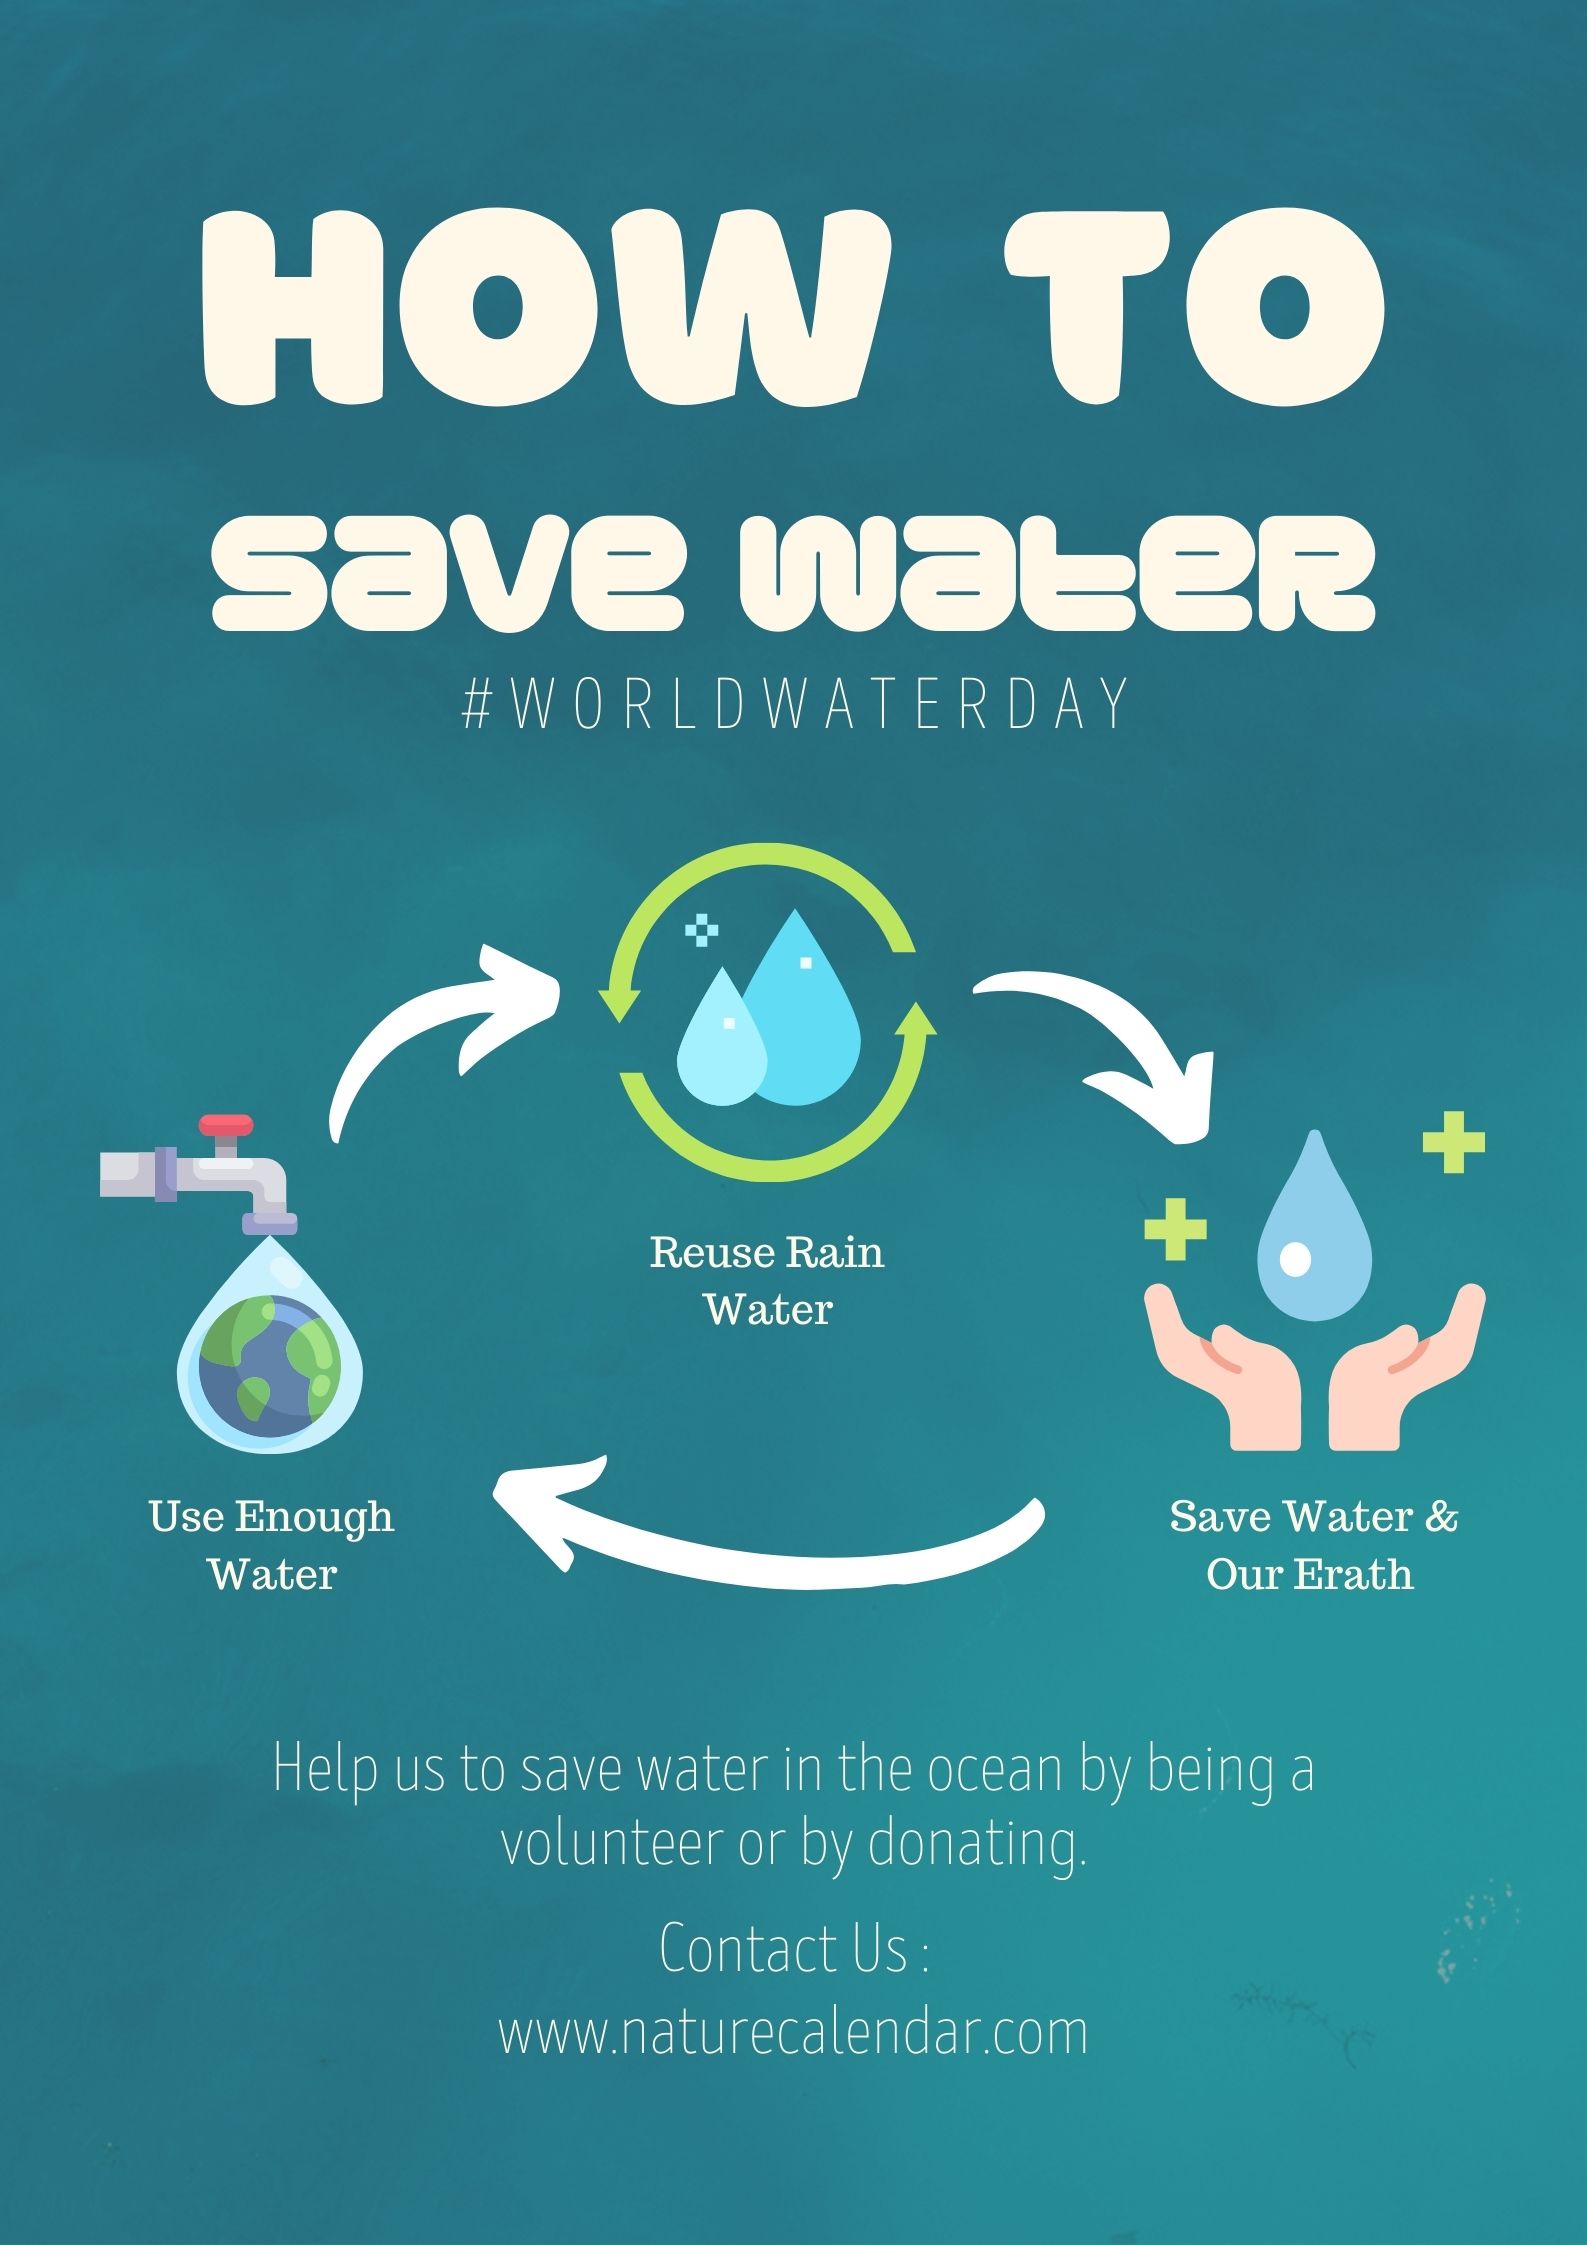 HOW TO
save water
#WORLDWATERDAY
Reuse Rain
Water
Use Enough
Water
Save Water &
Our Erath
Help us to save water in the ocean by being a
volunteer or by donating.
Contact Us :
www.naturecalendar.com